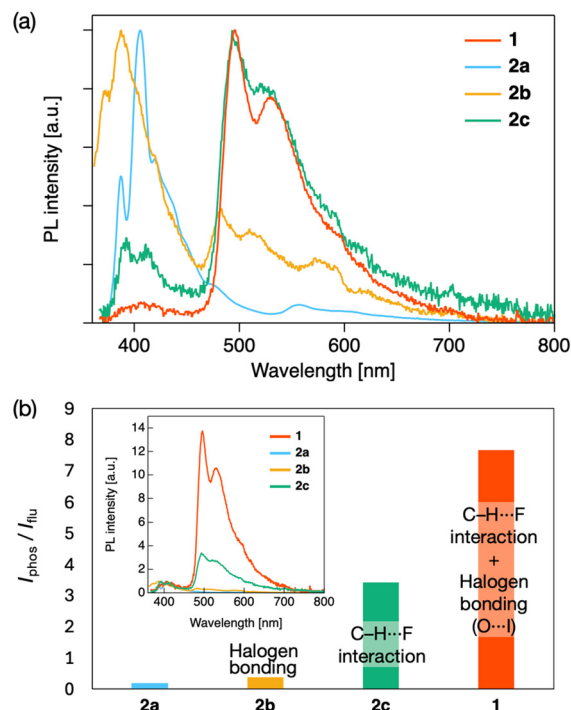 (a)
PL intensity [a.u.]
1
2a
2b
2c
400
500
600
700
800
Wavelength [nm]
(b)
I phos / I flu
9
8
7
6
5
4
3
2
1
0
PL intensity [a.u.]
14
12
10
8
6
4
2
0
1
2a
2b
2c
400 500 600 700 800
Wavelength [nm]
Halogen
bonding
C–H···F
interaction
C–H···F
interaction
+
Halogen
bonding
(O···I)
2a
2b
2c
1